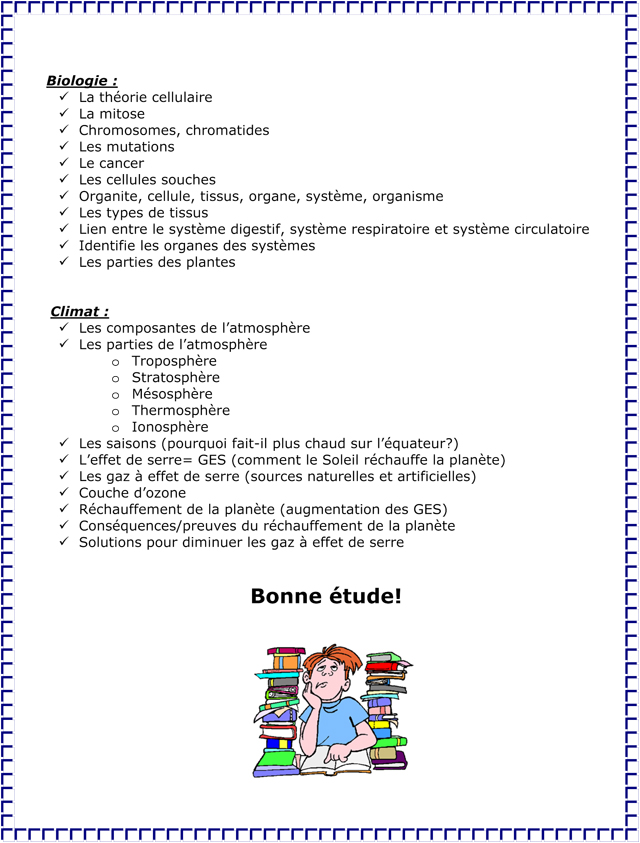 Biologie :
✓ La théorie cellulaire
✓ La mitose
✓ Chromosomes, chromatides
✓ Les mutations
✓ Le cancer
✓ Les cellules souches
✓ Organite, cellule, tissus, organe, système, organisme
✓ Les types de tissus
✓ Lien entre le système digestif, système respiratoire et système circulatoire
✓ Identifie les organes des systèmes
✓ Les parties des plantes
Climat :
✓ Les composantes de l’atmosphère
✓ Les parties de l’atmosphère
o Troposphère
o Stratosphère
o Mésosphère
o Thermosphère
o Ionosphère
✓ Les saisons (pourquoi fait-il plus chaud sur l’équateur?)
✓ L’effet de serre= GES (comment le Soleil réchauffe la planète)
✓ Les gaz à effet de serre (sources naturelles et artificielles)
✓ Couche d’ozone
✓ Réchauffement de la planète (augmentation des GES)
✓ Conséquences/preuves du réchauffement de la planète
✓ Solutions pour diminuer les gaz à effet de serre
Bonne étude!